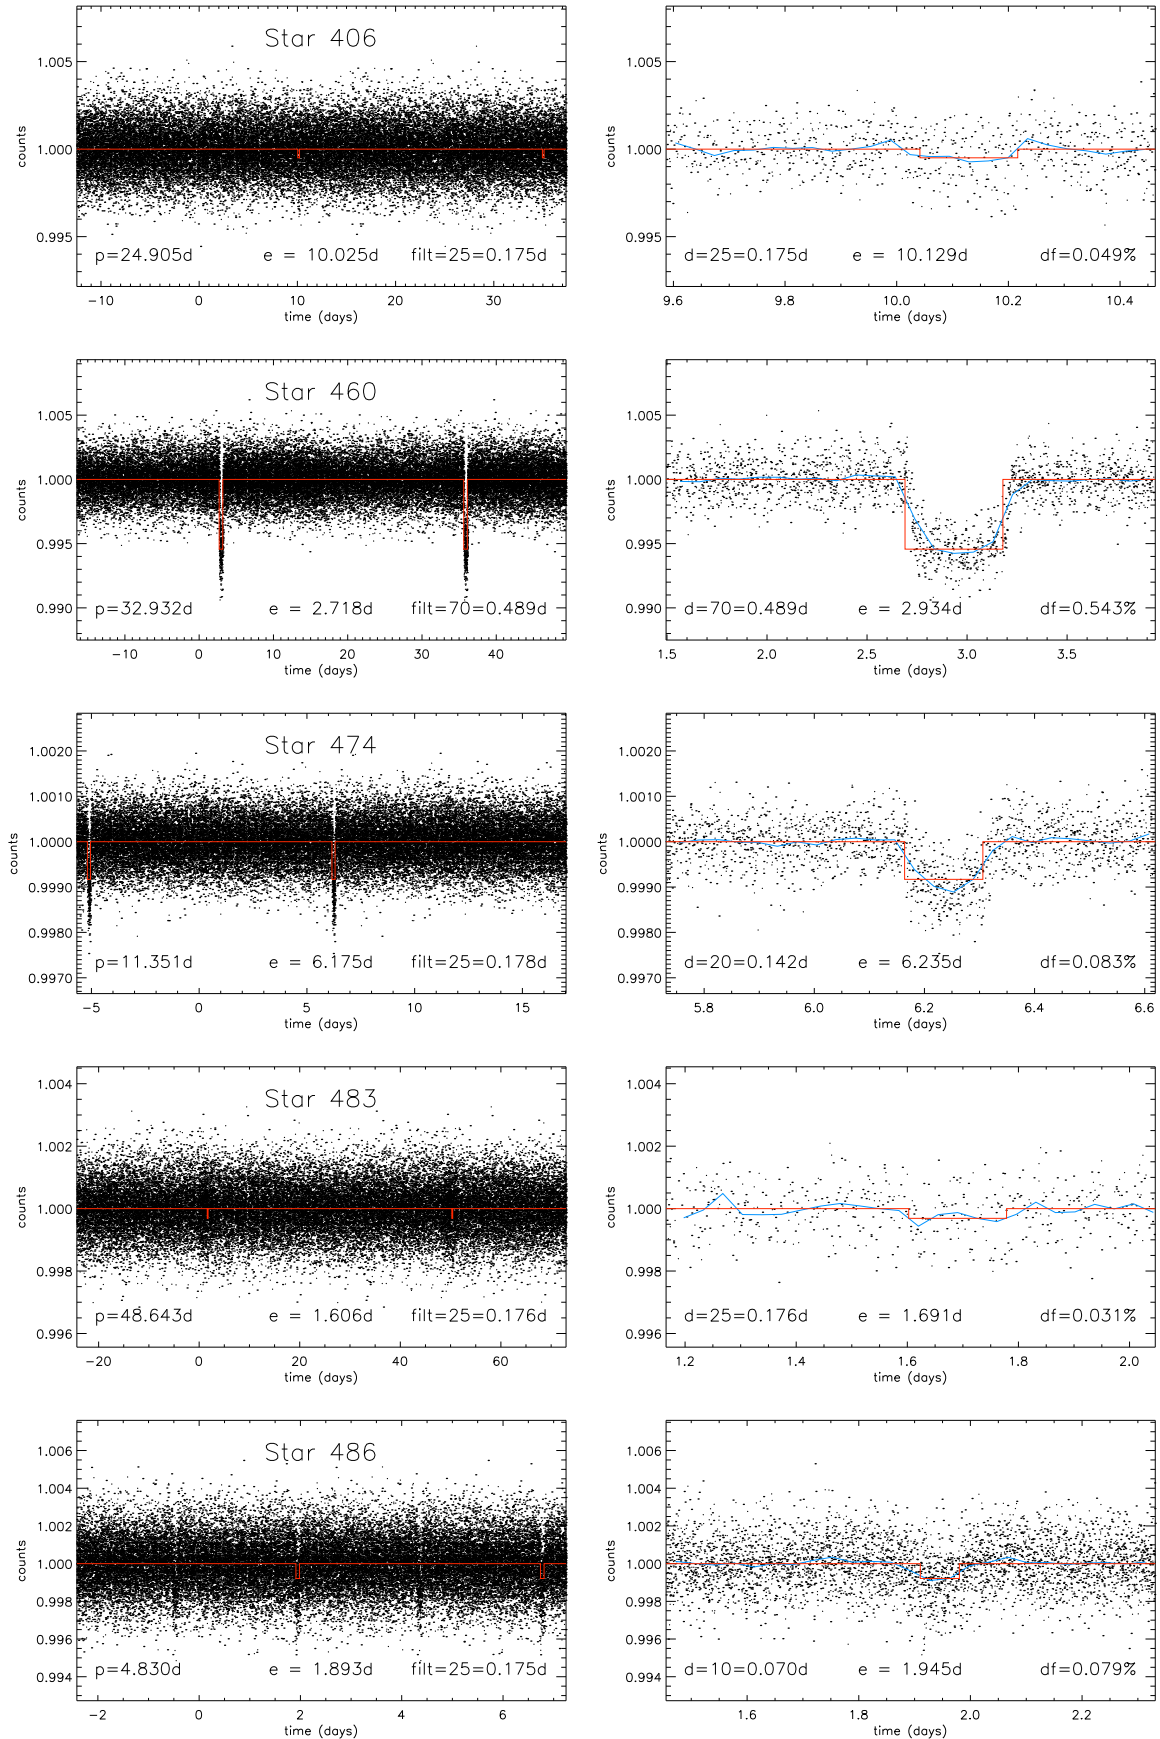 Star 406
counts
1.005
1.000
0.995
p=24.905d e = 10.025d filt=25=0.175d
−10 0 10 20 30
time (days)
counts
1.005
1.000
0.995
d=25=0.175d e = 10.129d df=0.049%
9.6 9.8 10.0 10.2 10.4
time (days)
Star 460
counts
1.005
1.000
0.995
0.990
p=32.932d e = 2.718d filt=70=0.489d
−10 0 10 20 30 40
time (days)
counts
1.005
1.000
0.995
0.990
d=70=0.489d e = 2.934d df=0.543%
1.5 2.0 2.5 3.0 3.5
time (days)
Star 474
counts
1.0020
1.0010
1.0000
0.9990
0.9980
0.9970
p=11.351d e = 6.175d filt=25=0.178d
−5 0 5 10 15
time (days)
counts
1.0020
1.0010
1.0000
0.9990
0.9980
0.9970
d=20=0.142d e = 6.235d df=0.083%
5.8 6.0 6.2 6.4 6.6
time (days)
Star 483
counts
1.004
1.002
1.000
0.998
0.996
p=48.643d e = 1.606d filt=25=0.176d
−20 0 20 40 60
time (days)
counts
1.004
1.002
1.000
0.998
0.996
d=25=0.176d e = 1.691d df=0.031%
1.2 1.4 1.6 1.8 2.0
time (days)
Star 486
counts
1.006
1.004
1.002
1.000
0.998
0.996
0.994
p=4.830d e = 1.893d filt=25=0.175d
−2 0 2 4 6
time (days)
counts
1.006
1.004
1.002
1.000
0.998
0.996
0.994
d=10=0.070d e = 1.945d df=0.079%
1.6 1.8 2.0 2.2
time (days)